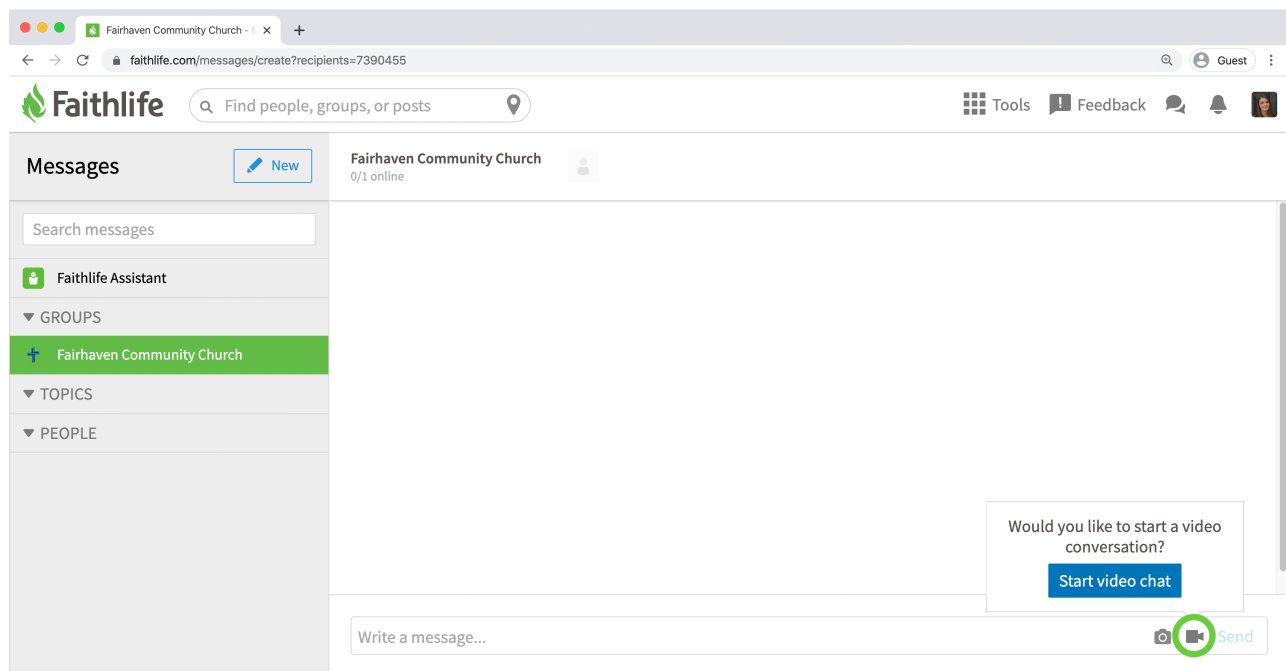 Fairhaven Community Church -
faithlife.com/messages/create?recipients=7390455
Guest
Faithlife
Find people, groups, or posts
Tools
Feedback
Messages
New
Fairhaven Community Church
0/1 online
Search messages
Faithlife Assistant
GROUPS
Fairhaven Community Church
TOPICS
PEOPLE
Would you like to start a video
conversation?
Start video chat
Write a message...
Send